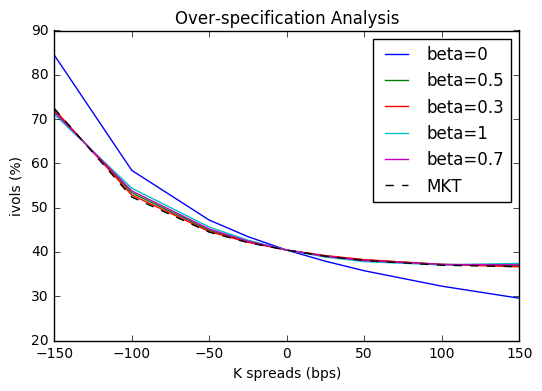 Over-specification Analysis
90
80
70
60
50
40
30
20
ivols (%)
beta=0
beta=0.5
beta=0.3
beta=1
beta=0.7
MKT
−150
−100
−50
0
50
100
150
K spreads (bps)